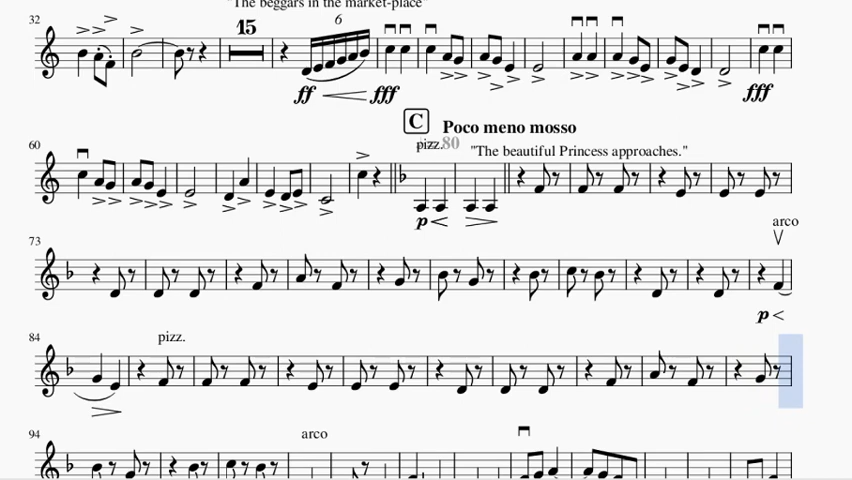 "The beggars in the market-place"
32
15
6
ff
fff
fff
C Poco meno mosso
60
pizz.
80
"The beautiful Princess approaches."
p
73
arco
p
84
pizz.
94
arco